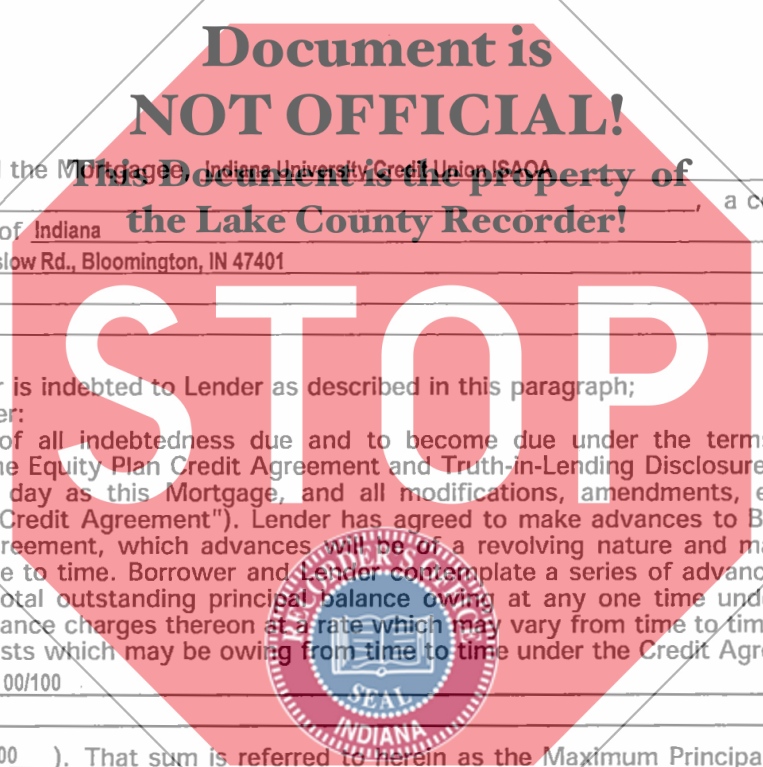 Document is
NOT OFFICIAL!
the Mortgagee, Indiana University Credit Union ISAOA
This Document is the property of
the Lake County Recorder!
, a
of Indiana
Rd., Bloomington, IN 47401
STOP
is indebted to Lender as described in this paragraph;
of all indebtedness due and to become due under the terms
Equity Plan Credit Agreement and Truth-in-Lending Disclosure
day as this Mortgage, and all modifications, amendments,
Credit Agreement"). Lender has agreed to make advances to
which advances will be of a revolving nature and
to time. Borrower and Lender contemplate a series of
outstanding principal balance owing at any one time
charges thereon at a rate which may vary from time to
which may be owing from time to time under the Credit
00/100
RECORDER'S OFFICE
SEAL
INDIANA
00 ). That sum is referred to herein as the Maximum